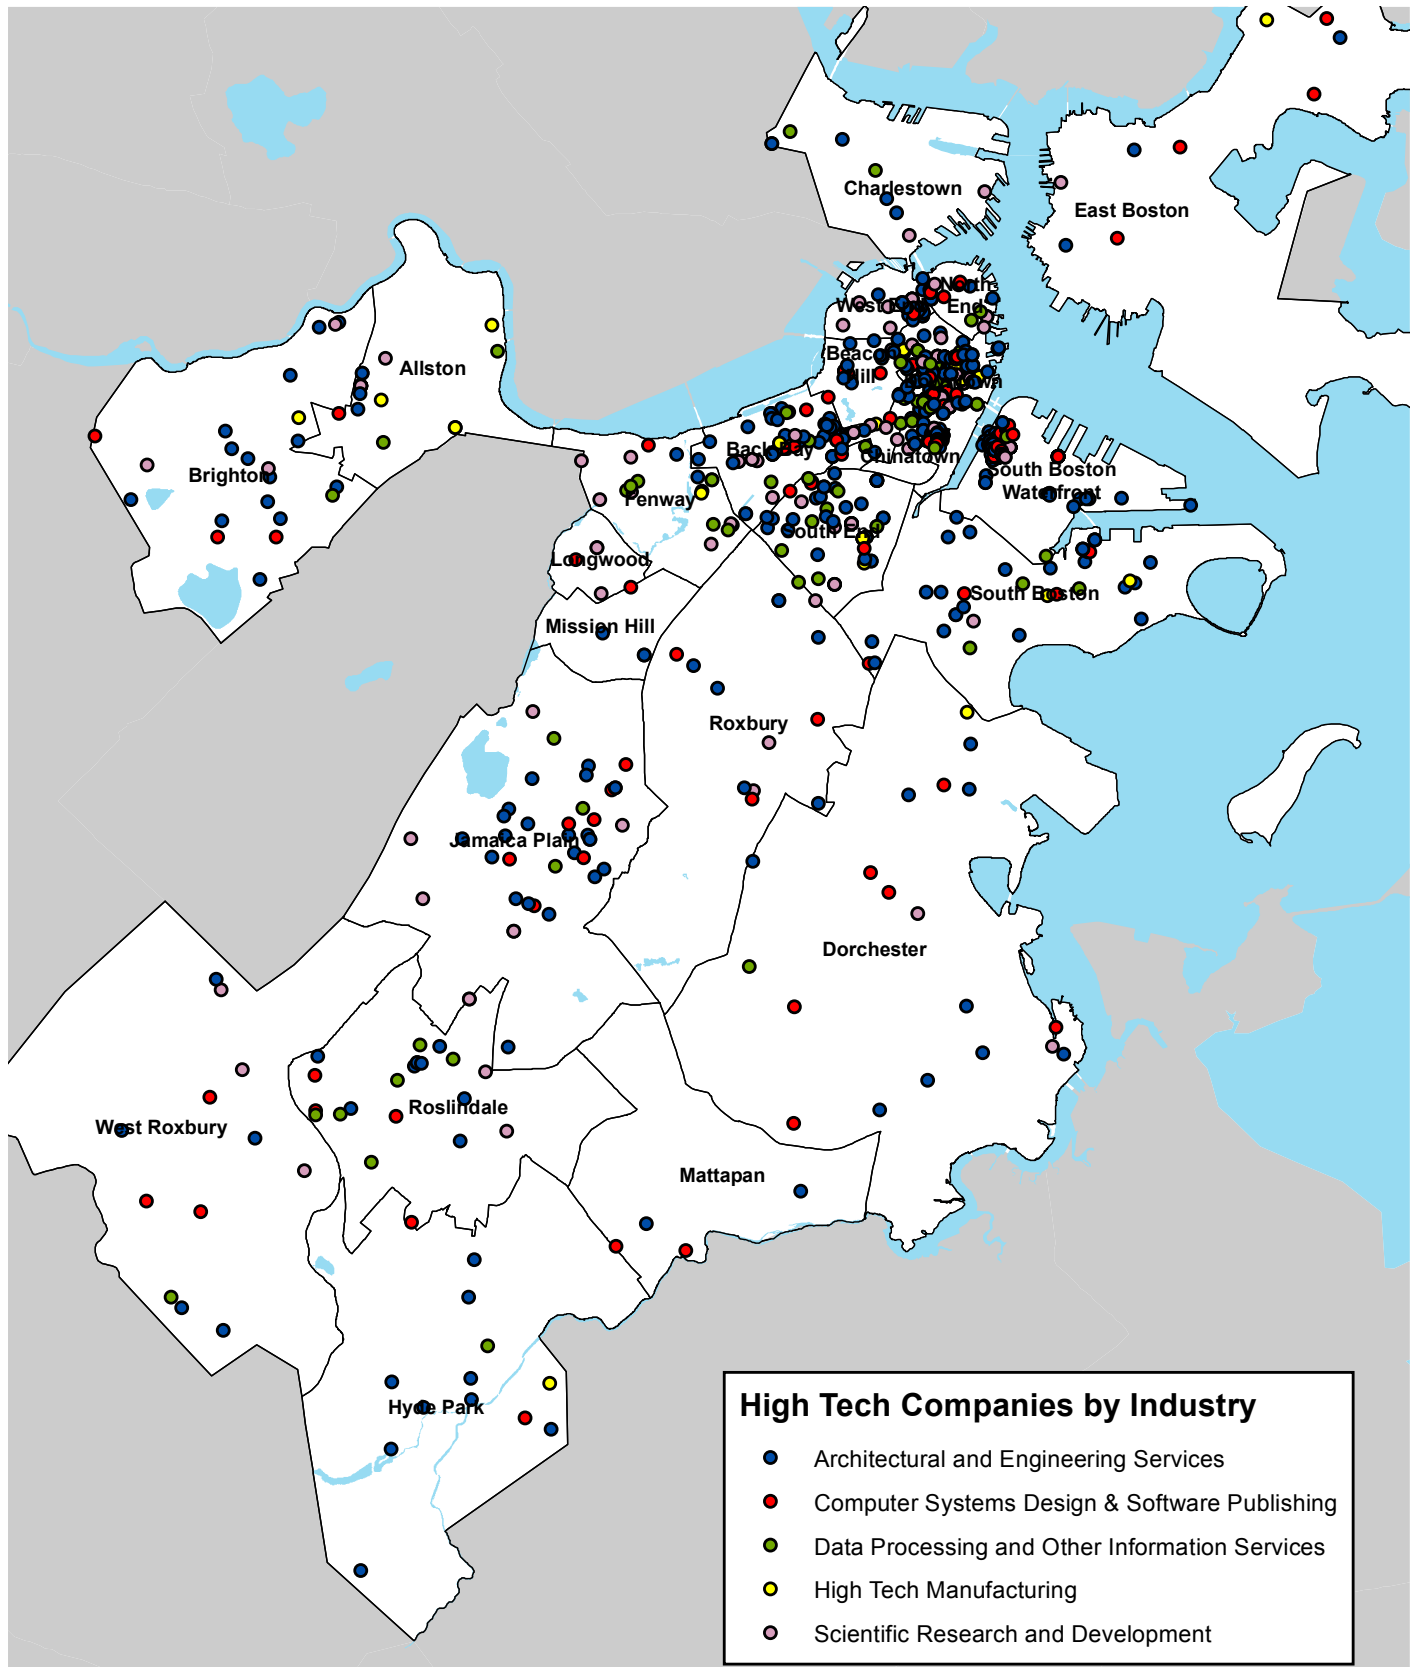 Charlestown
East Boston
North
End
West End
Beacon
Hill
Downtown
Allston
Back Bay
Chinatown
South Boston
Waterfront
Brighton
Fenway
South End
Longwood
South Boston
Mission Hill
Roxbury
Jamaica Plain
Dorchester
Roslindale
West Roxbury
Mattapan
Hyde Park
High Tech Companies by Industry
Architectural and Engineering Services
Computer Systems Design & Software Publishing
Data Processing and Other Information Services
High Tech Manufacturing
Scientific Research and Development